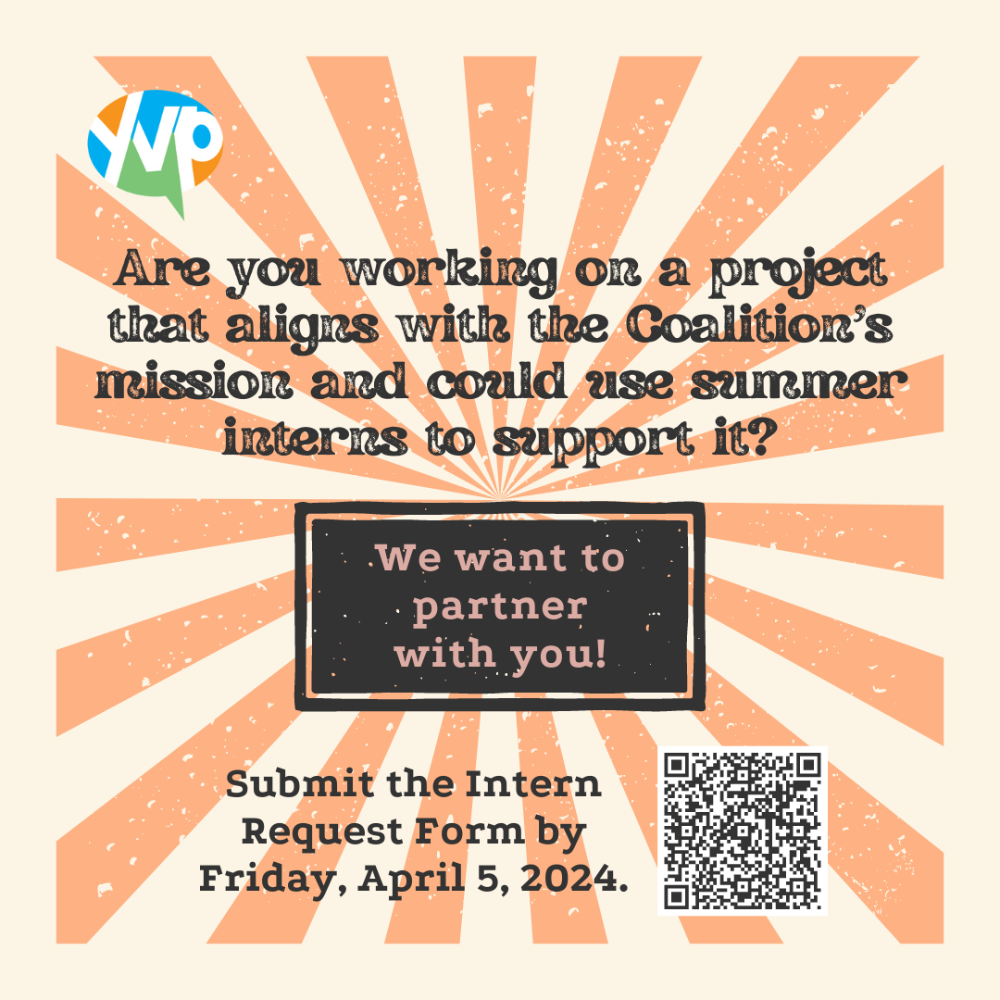 yvp
Are you working on a project
that aligns with the Coalition's
mission and could use summer
interns to support it?
We want to
partner
with you!
Submit the Intern
Request Form by
Friday, April 5, 2024.